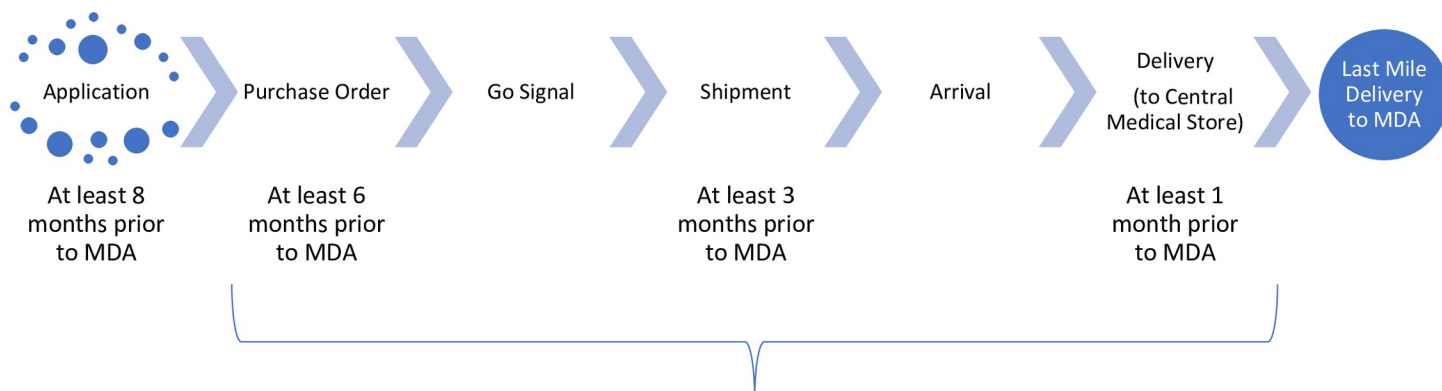 Application
Purchase Order
Go Signal
Shipment
Arrival
Delivery
(to Central
Medical Store)
Last Mile
Delivery
to MDA
At least 8
months prior
to MDA
At least 6
months prior
to MDA
At least 3
months prior
to MDA
At least 1
month prior
to MDA